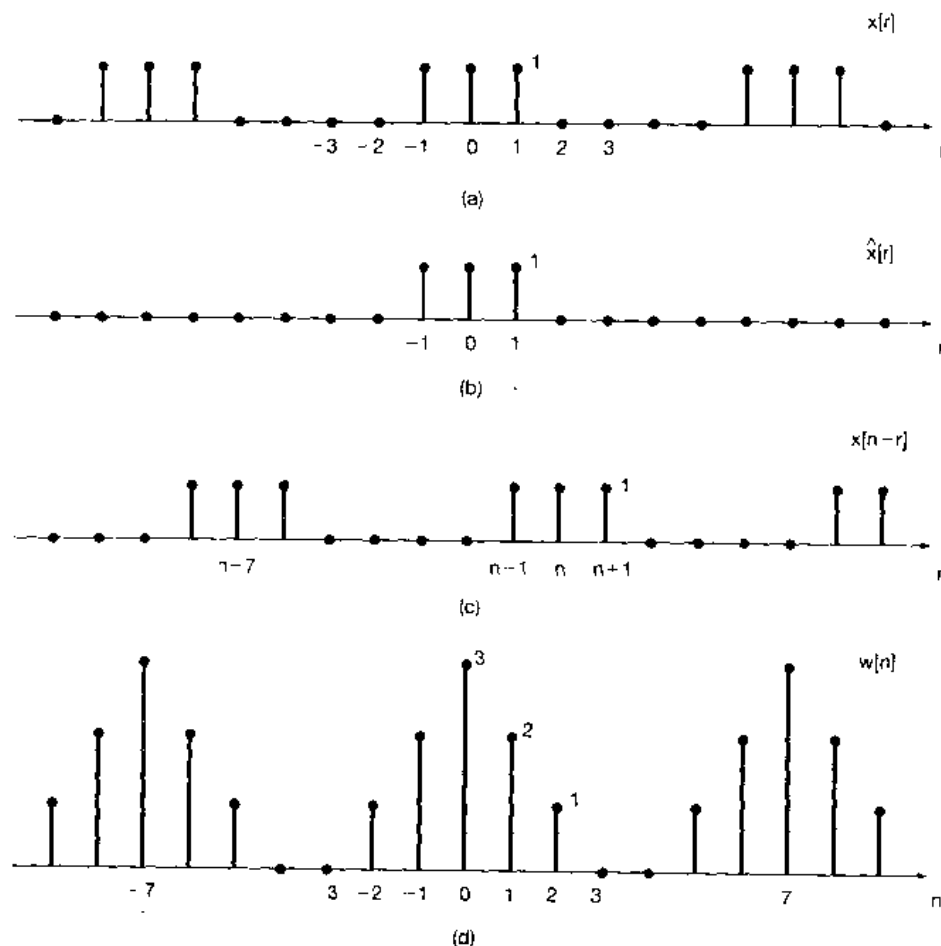 x[r]
1
-3 -2 -1 0 1 2 3
(a)
x̂[r]
1
-1 0 1
(b)
x[n-r]
1
n-7 n-1 n n+1
(c)
3
w[n]
2
1
-7 3 -2 -1 0 1 2 3 7 n
(d)